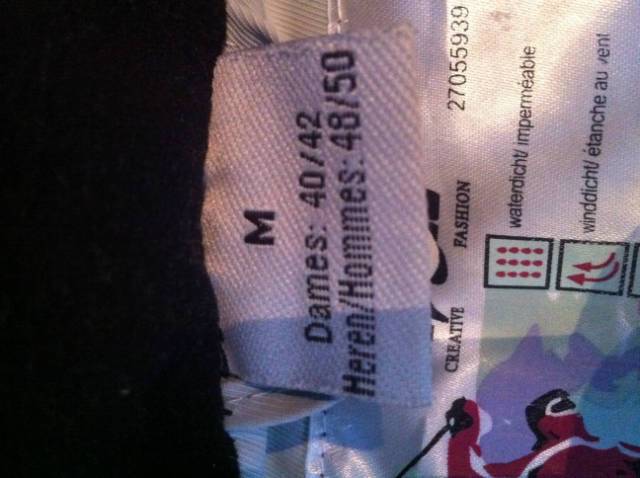 M
Dames: 40/42
Heren/Hommes: 48/50
CREATIVE FASHION
27055939
waterdicht/ imperméable
winddicht/ étanche au vent